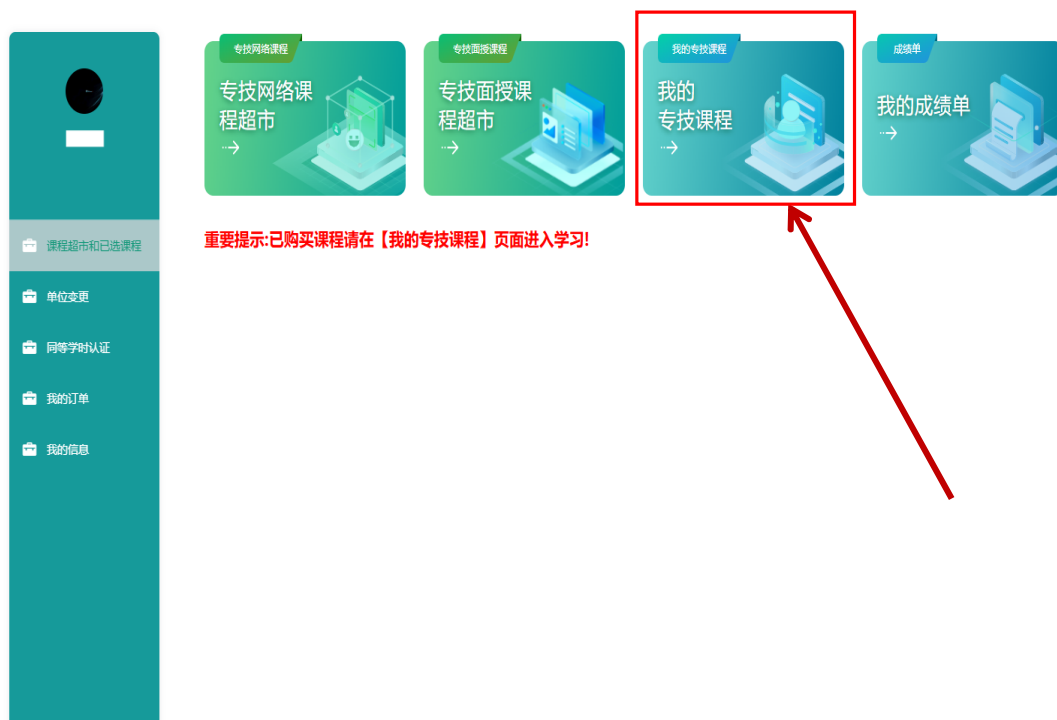 课程超市和已选课程
单位变更
同等学时认证
我的订单
我的信息
专技网络课程
专技网络课
程超市
专技面授课程
专技面授课
程超市
我的专技课程
我的
专技课程
成绩单
我的成绩单
重要提示:已购买课程请在【我的专技课程】页面进入学习!